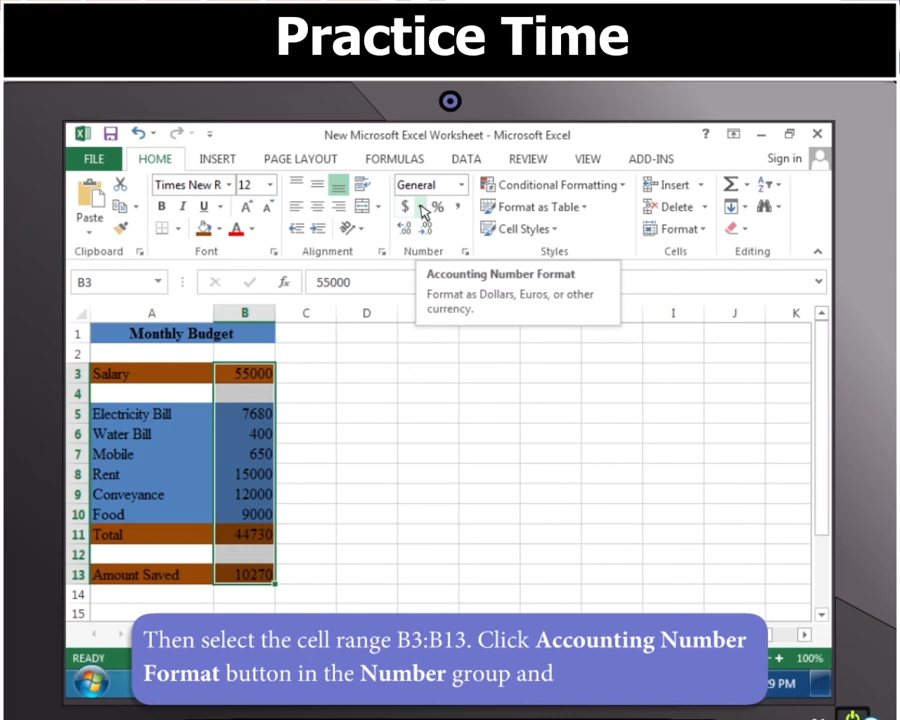 Practice Time
New Microsoft Excel Worksheet - Microsoft Excel
?
FILE HOME INSERT PAGE LAYOUT FORMULAS DATA REVIEW VIEW ADD-INS Sign in
Times New R 12 General Conditional Formatting Insert Σ
Paste B I U A A $ % , Format as Table Delete
A Cell Styles Format
Clipboard Font Alignment Number Styles Cells Editing
B3 fx 55000
Accounting Number Format
Format as Dollars, Euros, or other
currency.
A B C D I J K
1 Monthly Budget
2
3 Salary 55000
4
5 Electricity Bill 7680
6 Water Bill 400
7 Mobile 650
8 Rent 15000
9 Conveyance 12000
10 Food 9000
11 Total 44730
12
13 Amount Saved 10270
14
15
Then select the cell range B3:B13. Click Accounting Number
Format button in the Number group and
READY + 100%
9 PM